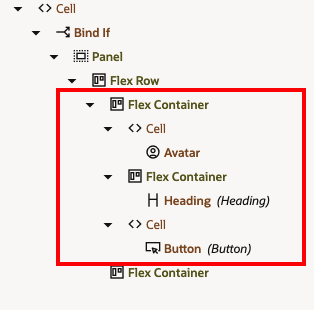 Cell
Bind If
Panel
Flex Row
Flex Container
Cell
Avatar
Flex Container
Heading (Heading)
Cell
Button (Button)
Flex Container